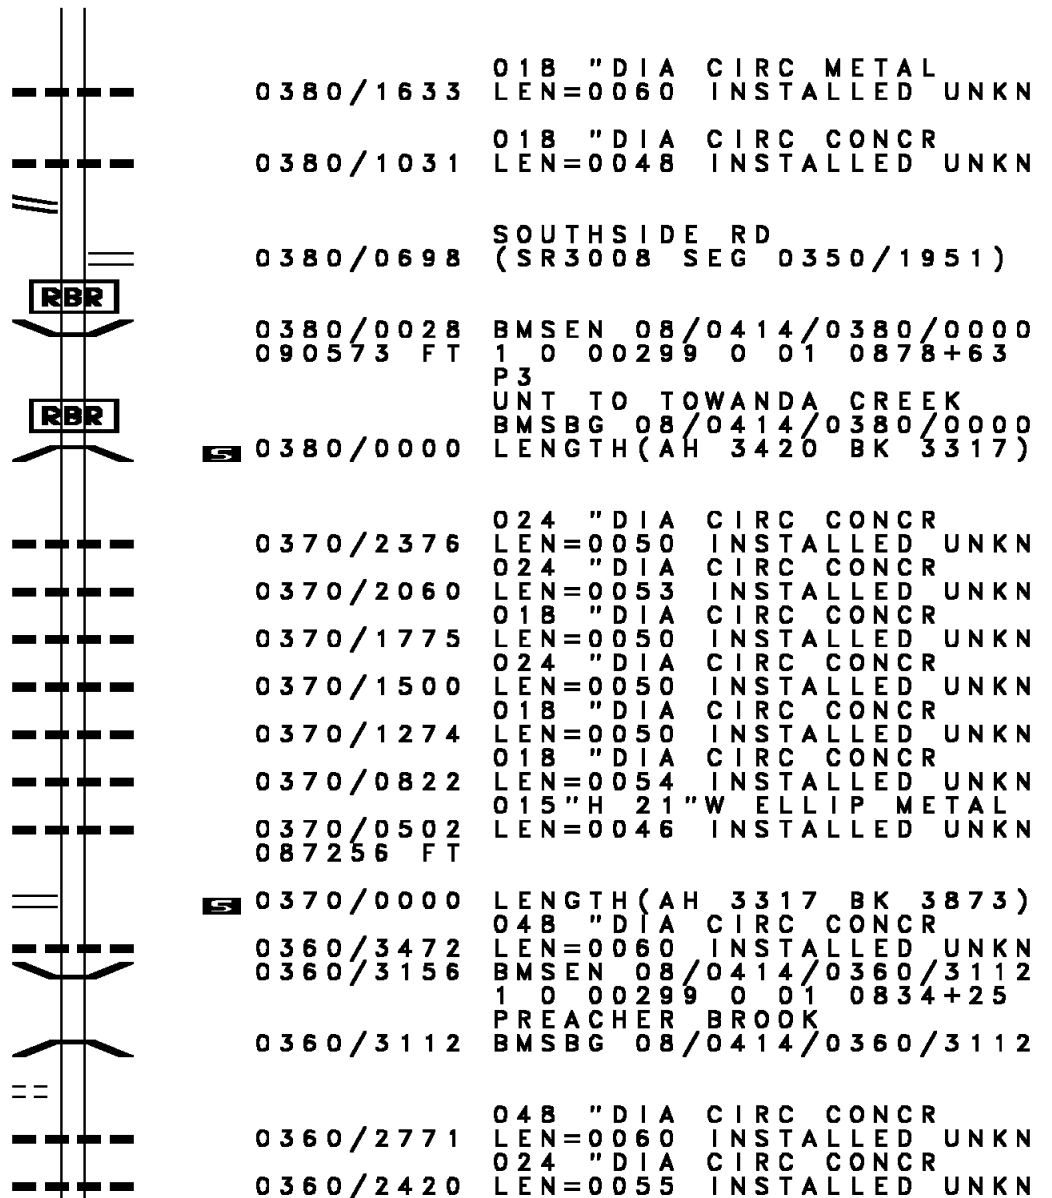 018 "DIA CIRC METAL
0380/1633 LEN=0060 INSTALLED UNKN
018 "DIA CIRC CONCR
0380/1031 LEN=0048 INSTALLED UNKN
SOUTHSIDE RD
0380/0698 (SR3008 SEG 0350/1951)
RBR
0380/0028 BMSEN 08/0414/0380/0000
090573 FT 1 0 00299 0 01 0878+63
P3
UNT TO TOWANDA CREEK
RBR BMSBG 08/0414/0380/0000
S 0380/0000 LENGTH(AH 3420 BK 3317)
024 "DIA CIRC CONCR
0370/2376 LEN=0050 INSTALLED UNKN
024 "DIA CIRC CONCR
0370/2060 LEN=0053 INSTALLED UNKN
018 "DIA CIRC CONCR
0370/1775 LEN=0050 INSTALLED UNKN
024 "DIA CIRC CONCR
0370/1500 LEN=0050 INSTALLED UNKN
018 "DIA CIRC CONCR
0370/1274 LEN=0050 INSTALLED UNKN
018 "DIA CIRC CONCR
0370/0822 LEN=0054 INSTALLED UNKN
015"H 21"W ELLIP METAL
0370/0502 LEN=0046 INSTALLED UNKN
087256 FT
S 0370/0000 LENGTH(AH 3317 BK 3873)
048 "DIA CIRC CONCR
0360/3472 LEN=0060 INSTALLED UNKN
0360/3156 BMSEN 08/0414/0360/3112
1 0 00299 0 01 0834+25
PREACHER BROOK
0360/3112 BMSBG 08/0414/0360/3112
048 "DIA CIRC CONCR
0360/2771 LEN=0060 INSTALLED UNKN
024 "DIA CIRC CONCR
0360/2420 LEN=0055 INSTALLED UNKN